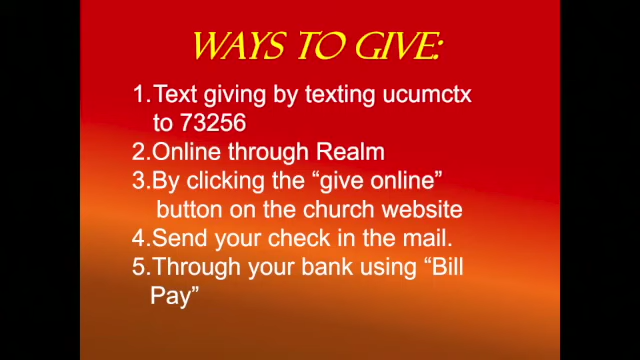 WAYS TO GIVE:
1.Text giving by texting ucumctx
to 73256
2.Online through Realm
3.By clicking the “give online”
button on the church website
4.Send your check in the mail.
5.Through your bank using “Bill
Pay”